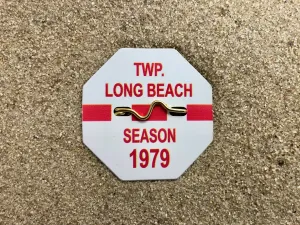 TWP.
LONG BEACH
SEASON
1979